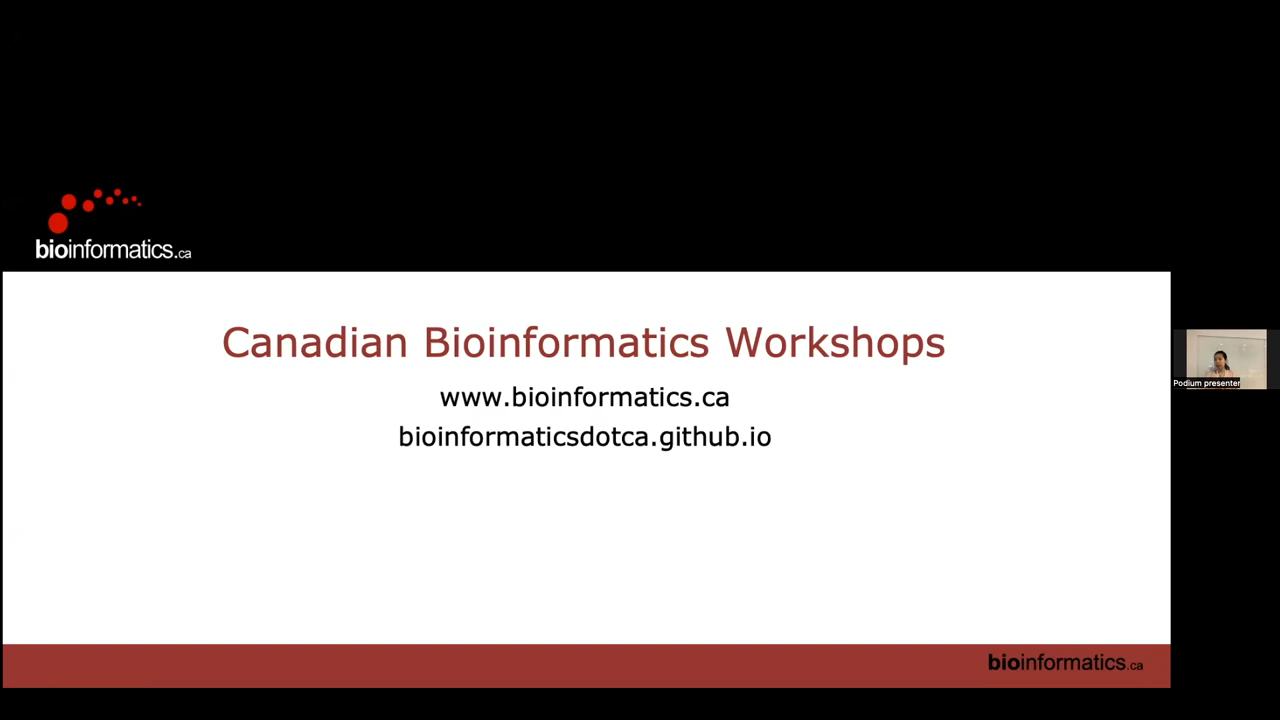 bioinformatics.ca
Canadian Bioinformatics Workshops
www.bioinformatics.ca
bioinformaticsdotca.github.io
Podium presenter
bioinformatics.ca